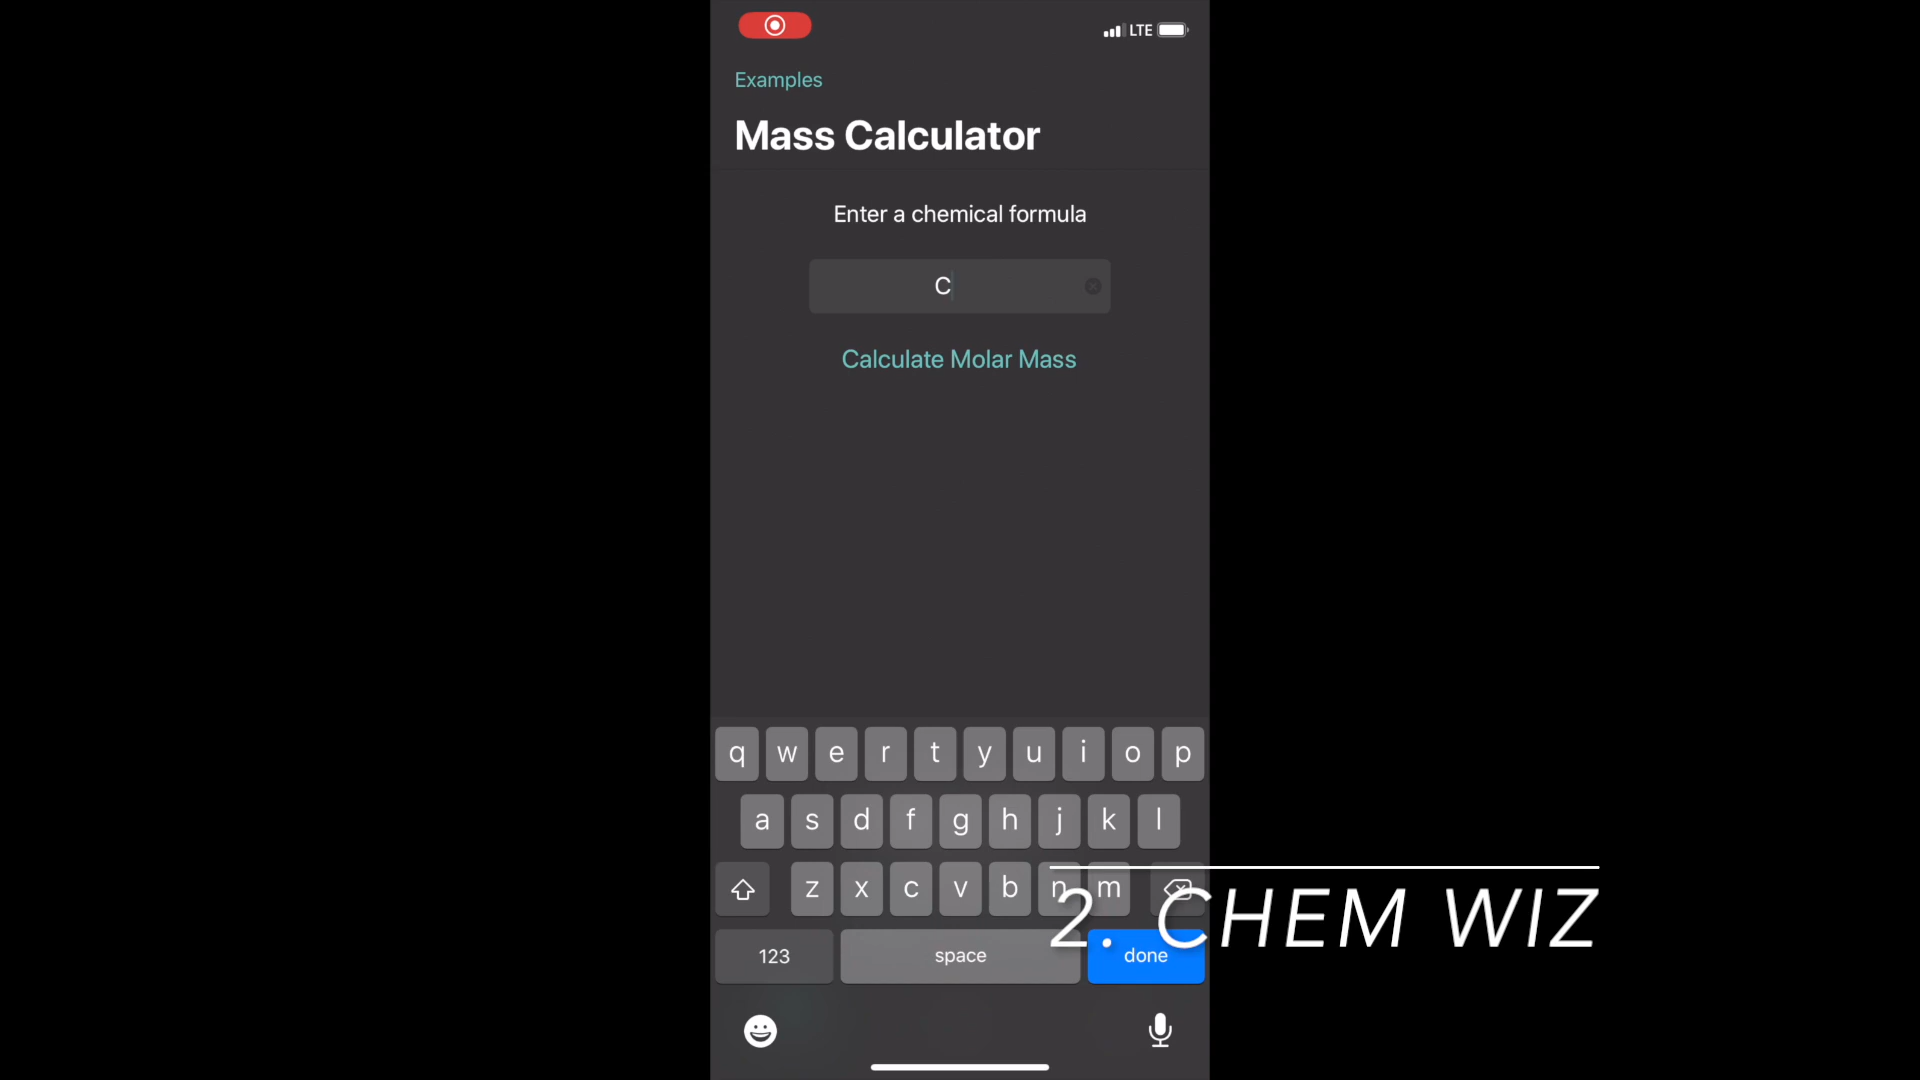 LTE
Examples
Mass Calculator
Enter a chemical formula
C
Calculate Molar Mass
q w e r t y u i o p
a s d f g h j k l
z x c v b n m
2. CHEM WIZ
123 space done